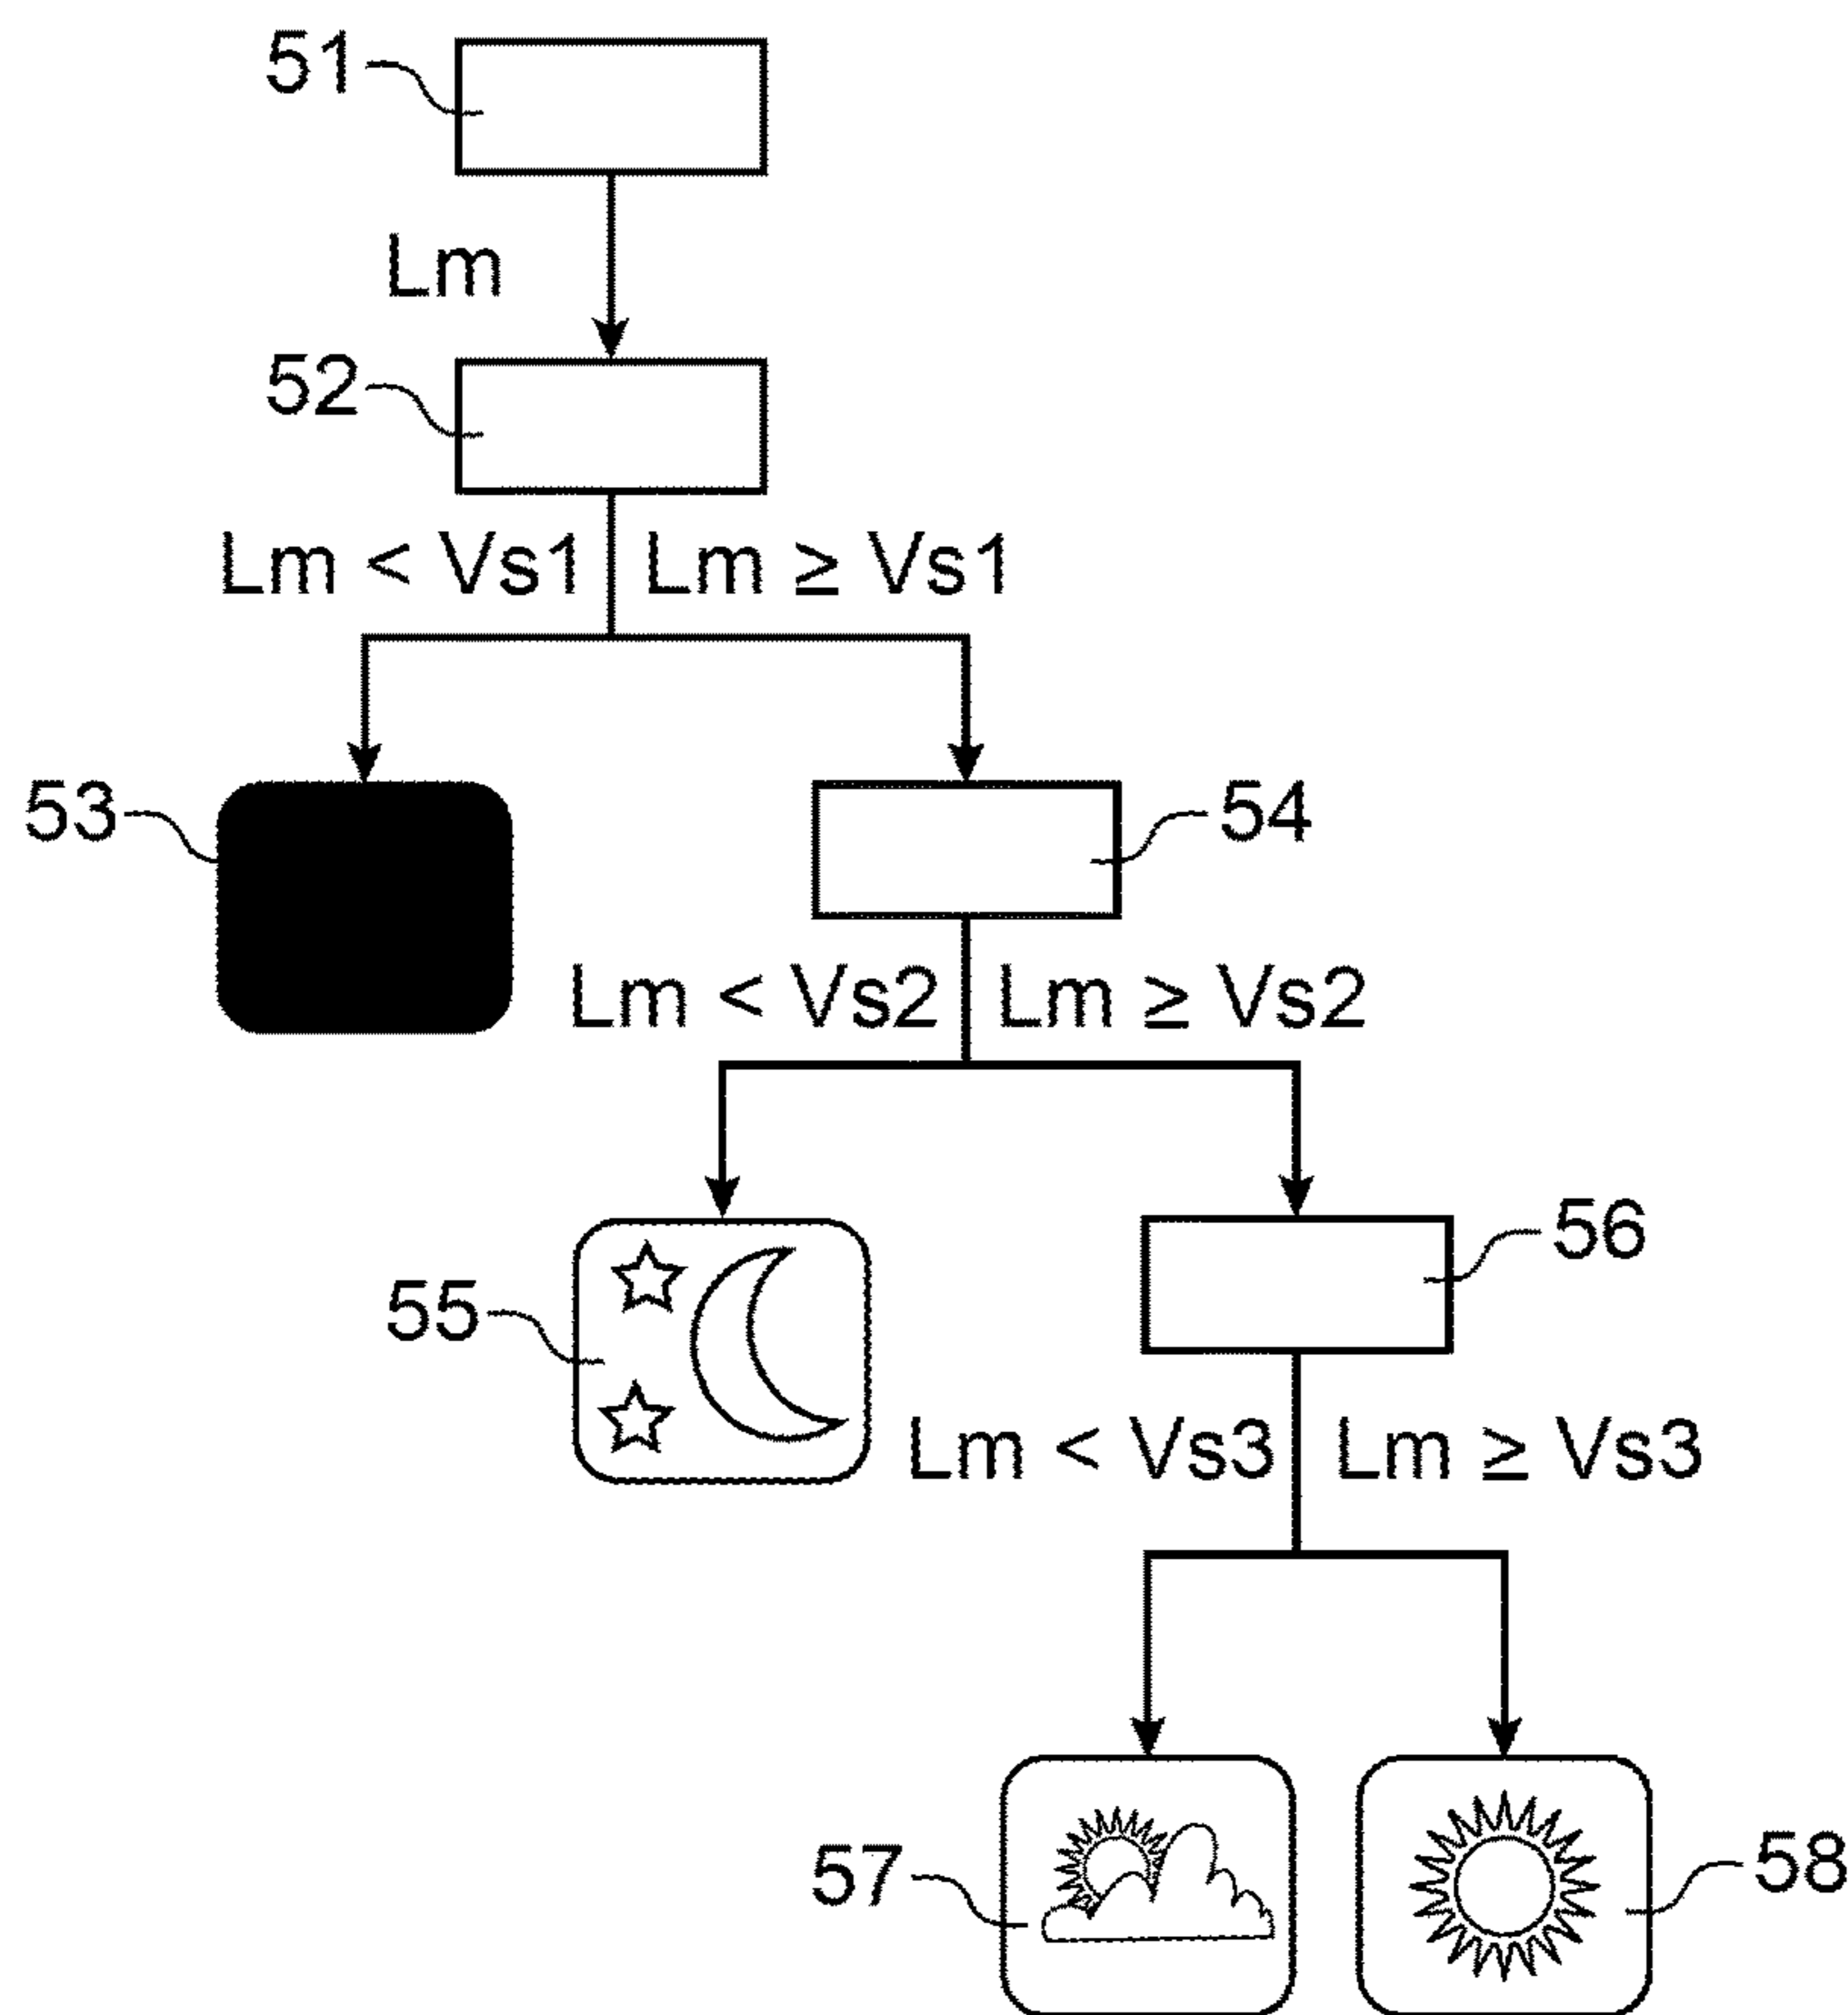 51
Lm
52
Lm < Vs1 Lm ≥ Vs1
53
54
Lm < Vs2 Lm ≥ Vs2
55
56
Lm < Vs3 Lm ≥ Vs3
57
58